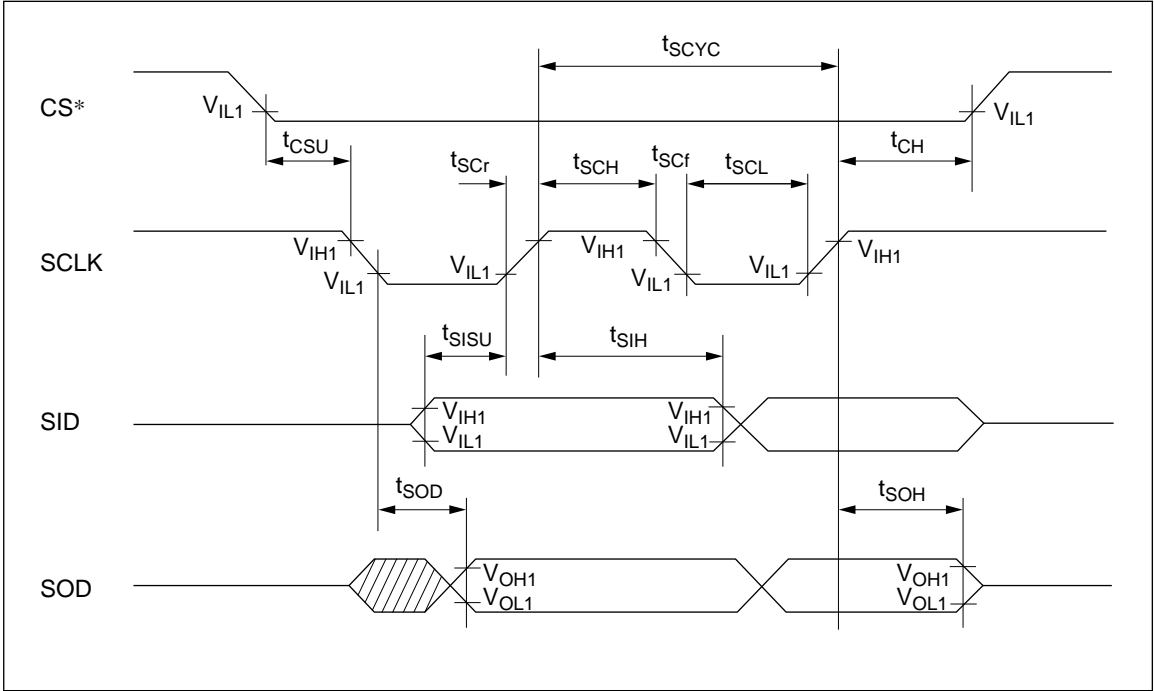 tSCYC
CS*
VIL1
VIL1
tCSU
tSCr
tSCH
tSCf
tSCL
tCH
SCLK
VIH1
VIL1
VIL1
VIH1
VIL1
VIL1
VIH1
tSISU
tSIH
SID
VIH1
VIL1
VIH1
VIL1
tSOD
tSOH
SOD
VOH1
VOL1
VOH1
VOL1